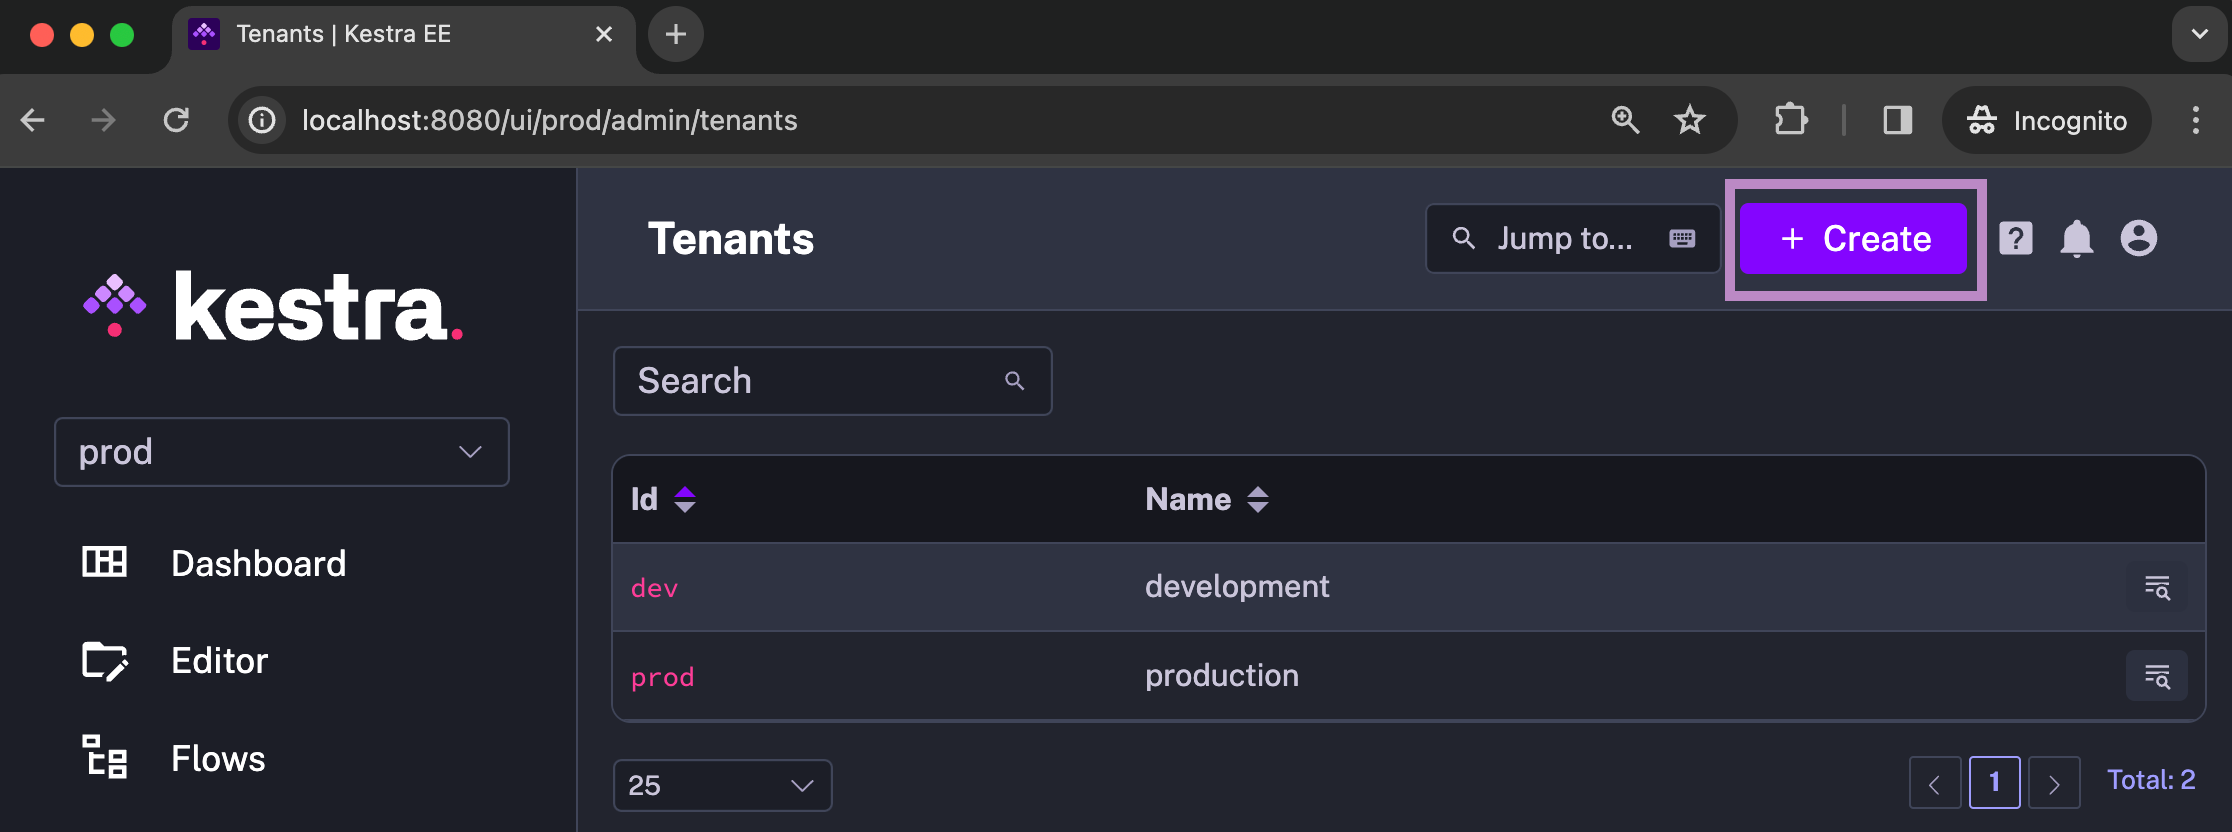 Tenants | Kestra EE
localhost:8080/ui/prod/admin/tenants
Incognito
kestra.
prod
Dashboard
Editor
Flows
Tenants
Jump to...
+ Create
Search
Id Name
dev development
prod production
25
1
Total: 2